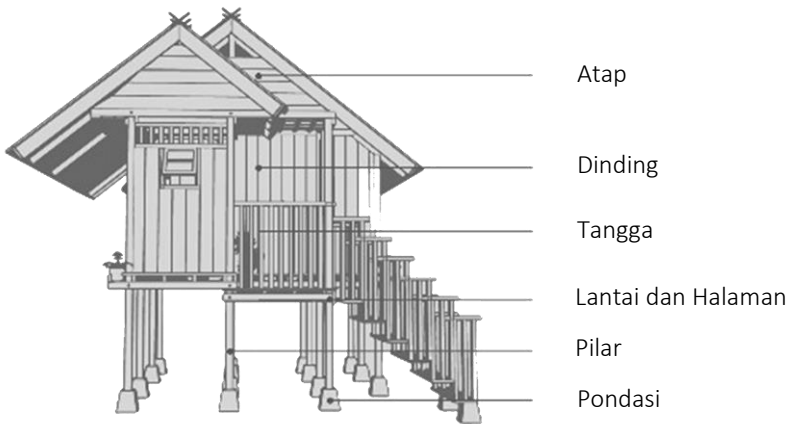 Atap
Dinding
Tangga
Lantai dan Halaman
Pilar
Pondasi